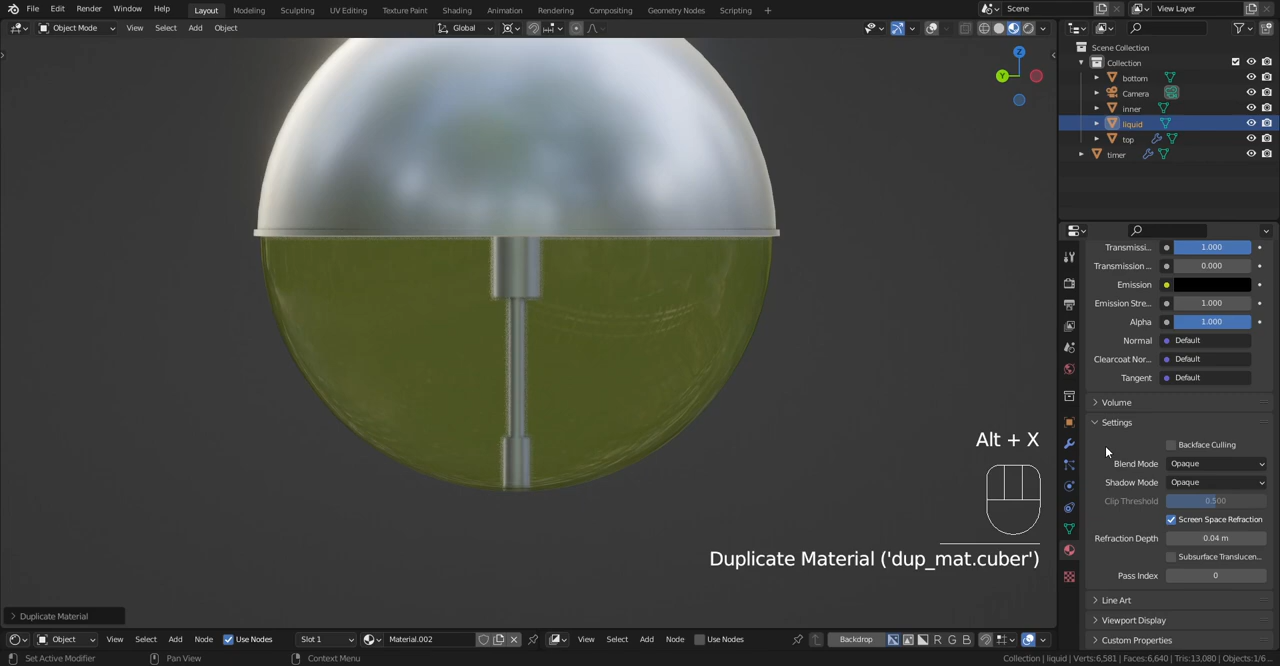 File Edit Render Window Help Layout Modeling Sculpting UV Editing Texture Paint Shading Animation Rendering Compositing Geometry Nodes Scripting + Scene View Layer
Object Mode View Select Add Object Global
Scene Collection
Collection
bottom
Camera
inner
liquid
top
timer
Z
Y
Transmissi... 1.000
Transmission ... 0.000
Emission
Emission Stre... 1.000
Alpha 1.000
Normal Default
Clearcoat Nor... Default
Tangent Default
Volume
Settings
Backface Culling
Blend Mode Opaque
Shadow Mode Opaque
Clip Threshold 0.500
Screen Space Refraction
Refraction Depth 0.04 m
Subsurface Translucen...
Pass Index 0
Line Art
Viewport Display
Custom Properties
Alt + X
Duplicate Material ('dup_mat.cuber')
Duplicate Material
Object View Select Add Node Use Nodes Slot 1 Material.002 View Select Add Node Use Nodes Backdrop R G B
Set Active Modifier Pan View Context Menu Collection | liquid | Verts:6,581 | Faces:6,640 | Tris:13,080 | Objects:1/6...